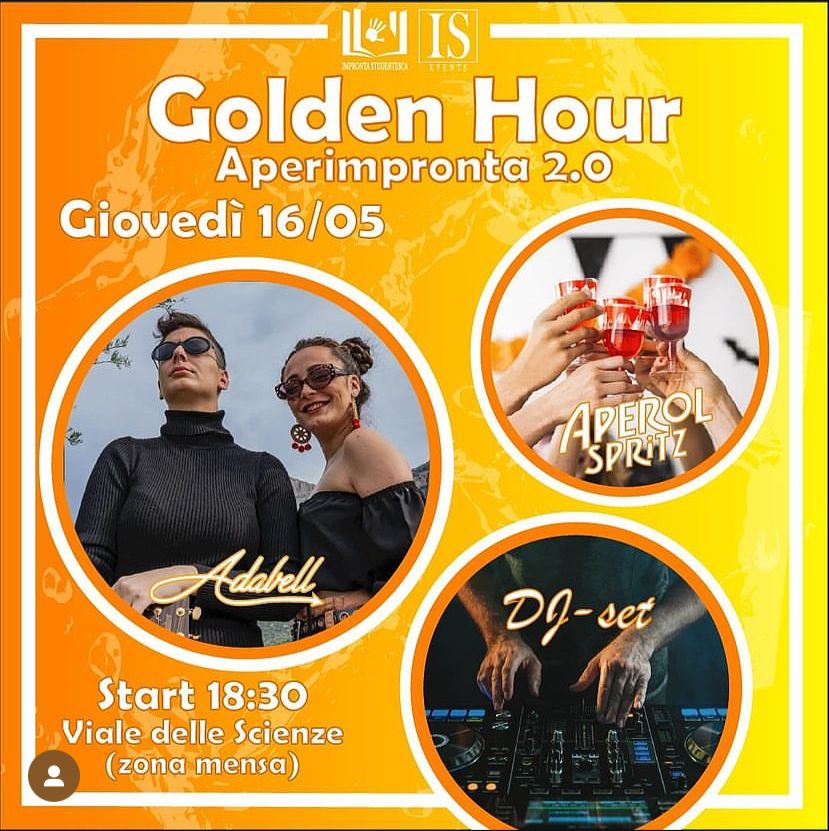 IMPRONTA STUDENTESCA
IS
EVENTS
Golden Hour
Aperimpronta 2.0
Giovedì 16/05
APEROL
SPRITZ
Adabell
DJ-set
Start 18:30
Viale delle Scienze
(zona mensa)